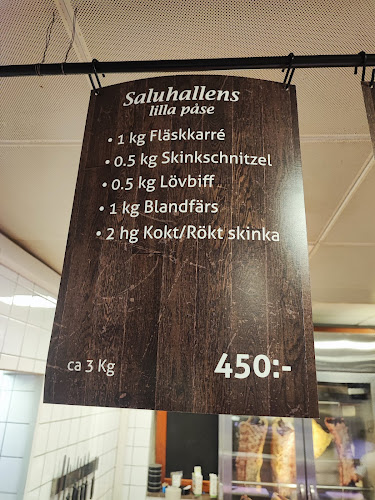 Saluhallens
lilla påse
• 1 kg Fläskkarré
• 0.5 kg Skinkschnitzel
• 0.5 kg Lövbiff
• 1 kg Blandfärs
• 2 hg Kokt/Rökt skinka
ca 3 Kg
450:-